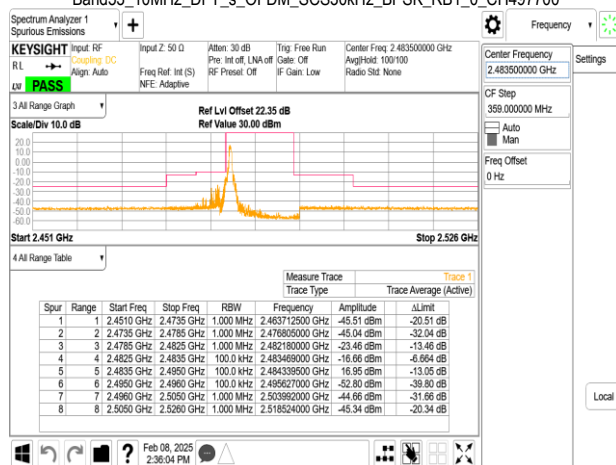 Band53_10MHz_DFT_s_OFDM_SCS30kHz_BPSK_RB1_0_CH497700
Spectrum Analyzer 1
Spurious Emissions
Frequency
Settings
KEYSIGHT Input: RF Input Z: 50 Ω Atten: 30 dB Trig: Free Run Center Freq: 2.483500000 GHz
RL Coupling: DC Pre: Int off, LNA off Gate: Off Avg|Hold: 100/100
Align: Auto Freq Ref: Int (S) RF Preset: Off IF Gain: Low Radio Std: None
LXI PASS NFE: Adaptive
Center Frequency
2.483500000 GHz
CF Step
359.000000 MHz
Auto
Man
Freq Offset
0 Hz
Local
3 All Range Graph
Ref Lvl Offset 22.35 dB
Scale/Div 10.0 dB Ref Value 30.00 dBm
20.0
10.0
0.00
-10.0
-20.0
-30.0
-40.0
-50.0
-60.0
Start 2.451 GHz Stop 2.526 GHz
4 All Range Table
Measure Trace Trace 1
Trace Type Trace Average (Active)
Spur Range Start Freq Stop Freq RBW Frequency Amplitude ΔLimit
1 1 2.4510 GHz 2.4735 GHz 1.000 MHz 2.463712500 GHz -45.51 dBm -20.51 dB
2 2 2.4735 GHz 2.4785 GHz 1.000 MHz 2.476805000 GHz -45.04 dBm -32.04 dB
3 3 2.4785 GHz 2.4825 GHz 1.000 MHz 2.482180000 GHz -23.46 dBm -13.46 dB
4 4 2.4825 GHz 2.4835 GHz 100.0 kHz 2.483469000 GHz -16.66 dBm -6.664 dB
5 5 2.4835 GHz 2.4950 GHz 100.0 kHz 2.484339500 GHz 16.95 dBm -13.05 dB
6 6 2.4950 GHz 2.4960 GHz 100.0 kHz 2.495627000 GHz -52.80 dBm -39.80 dB
7 7 2.4960 GHz 2.5050 GHz 1.000 MHz 2.503992000 GHz -44.66 dBm -31.66 dB
8 8 2.5050 GHz 2.5260 GHz 1.000 MHz 2.518524000 GHz -45.34 dBm -20.34 dB
Feb 08, 2025
2:36:04 PM